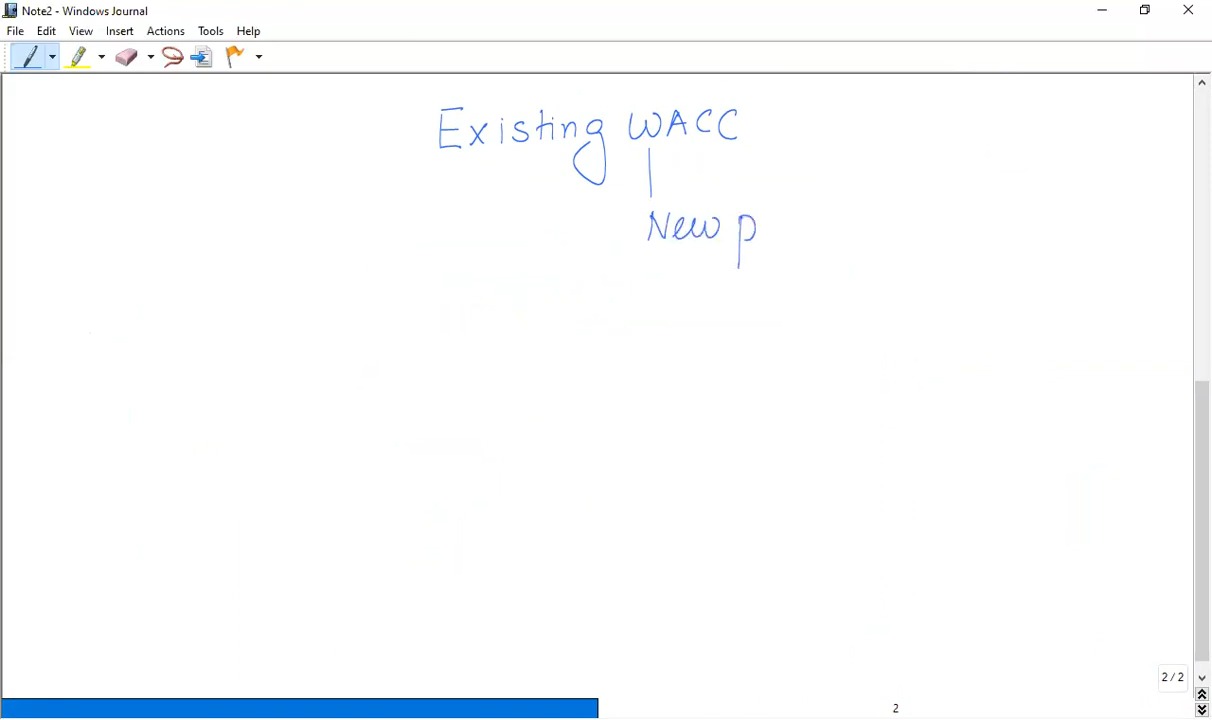 Note2 - Windows Journal
File Edit View Insert Actions Tools Help
Existing WACC
New p
2 / 2
2